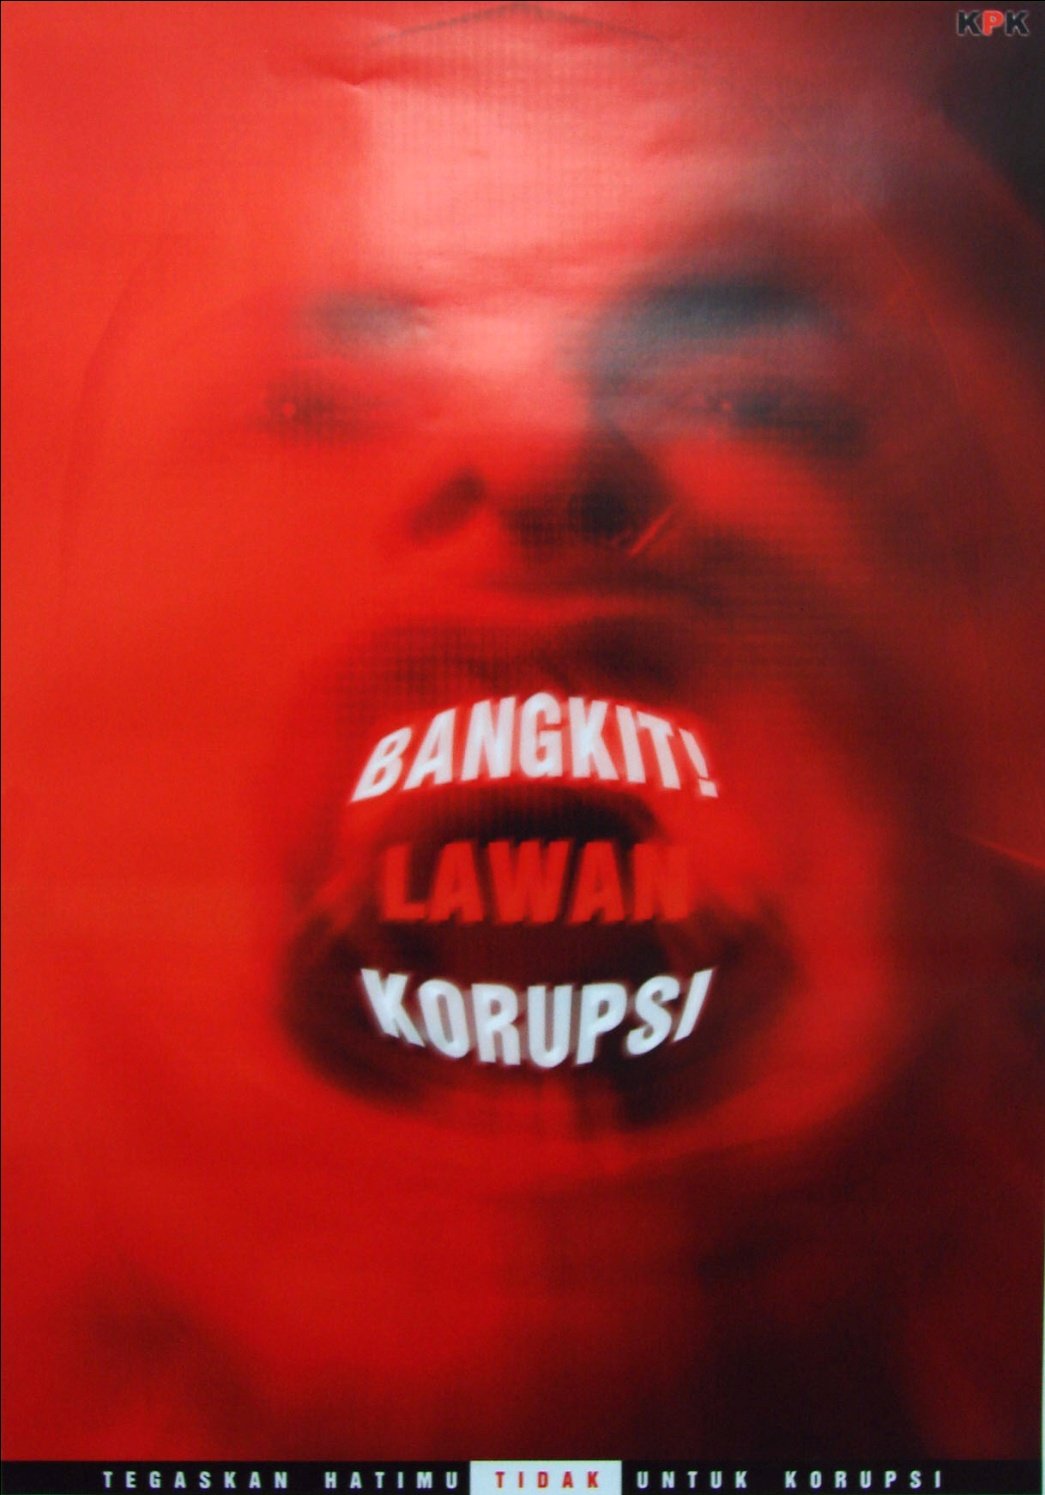 KPK
BANGKIT!
LAWAN
KORUPSI
TEGASKAN HATIMU TIDAK UNTUK KORUPSI